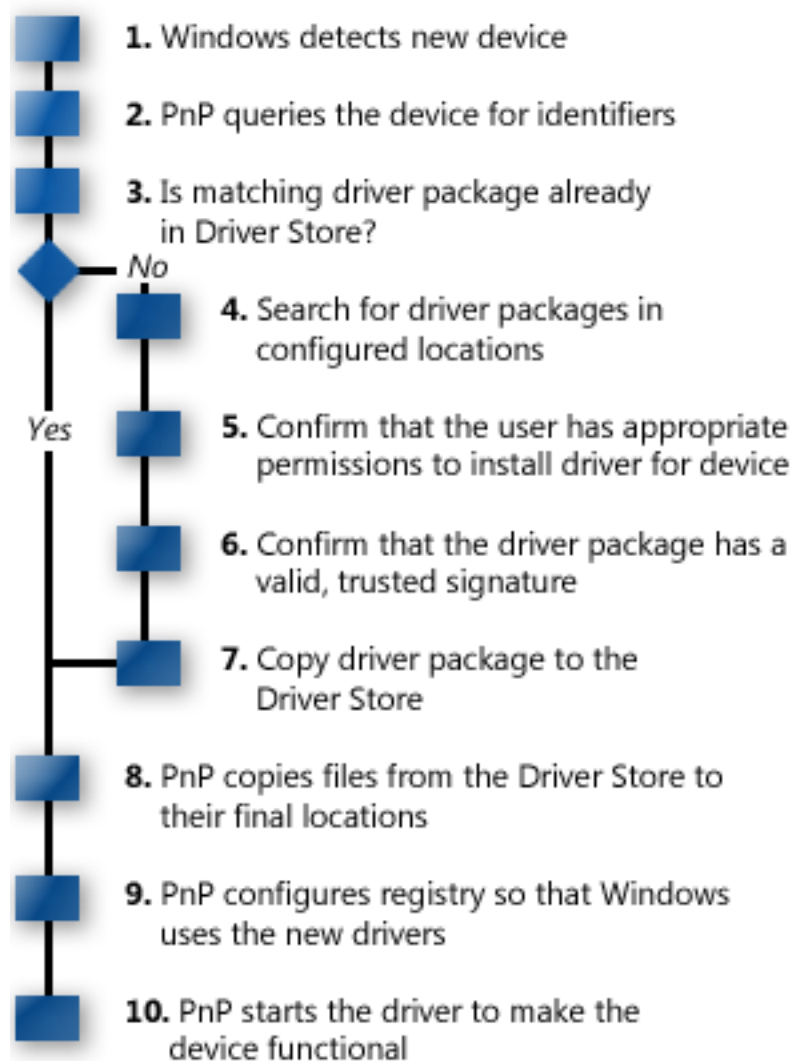 1. Windows detects new device
2. PnP queries the device for identifiers
3. Is matching driver package already
in Driver Store?
No
4. Search for driver packages in
configured locations
Yes
5. Confirm that the user has appropriate
permissions to install driver for device
6. Confirm that the driver package has a
valid, trusted signature
7. Copy driver package to the
Driver Store
8. PnP copies files from the Driver Store to
their final locations
9. PnP configures registry so that Windows
uses the new drivers
10. PnP starts the driver to make the
device functional